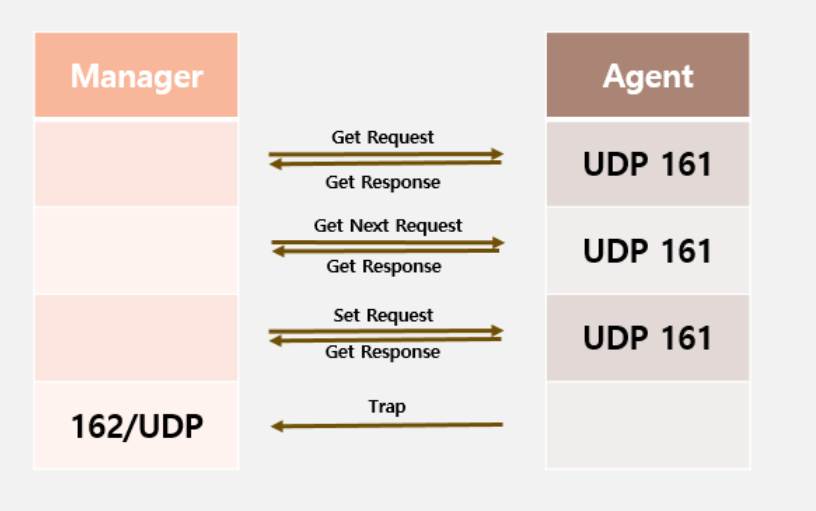 Manager
Agent
Get Request
Get Response
UDP 161
Get Next Request
Get Response
UDP 161
Set Request
Get Response
UDP 161
162/UDP
Trap